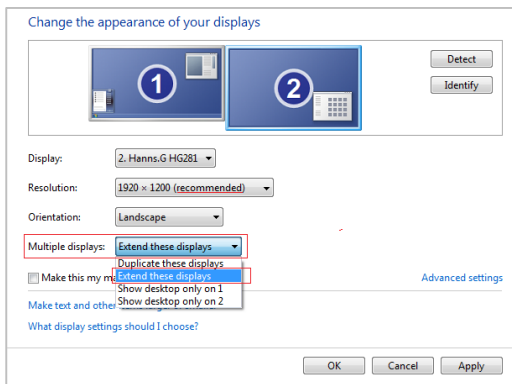 Change the appearance of your displays
1
2
Detect
Identify
Display:
2. Hanns.G HG281
Resolution:
1920 × 1200 (recommended)
Orientation:
Landscape
Multiple displays:
Extend these displays
Duplicate these displays
Make this my m
Extend these displays
Advanced settings
Show desktop only on 1
Make text and othe
Show desktop only on 2
What display settings should I choose?
OK
Cancel
Apply